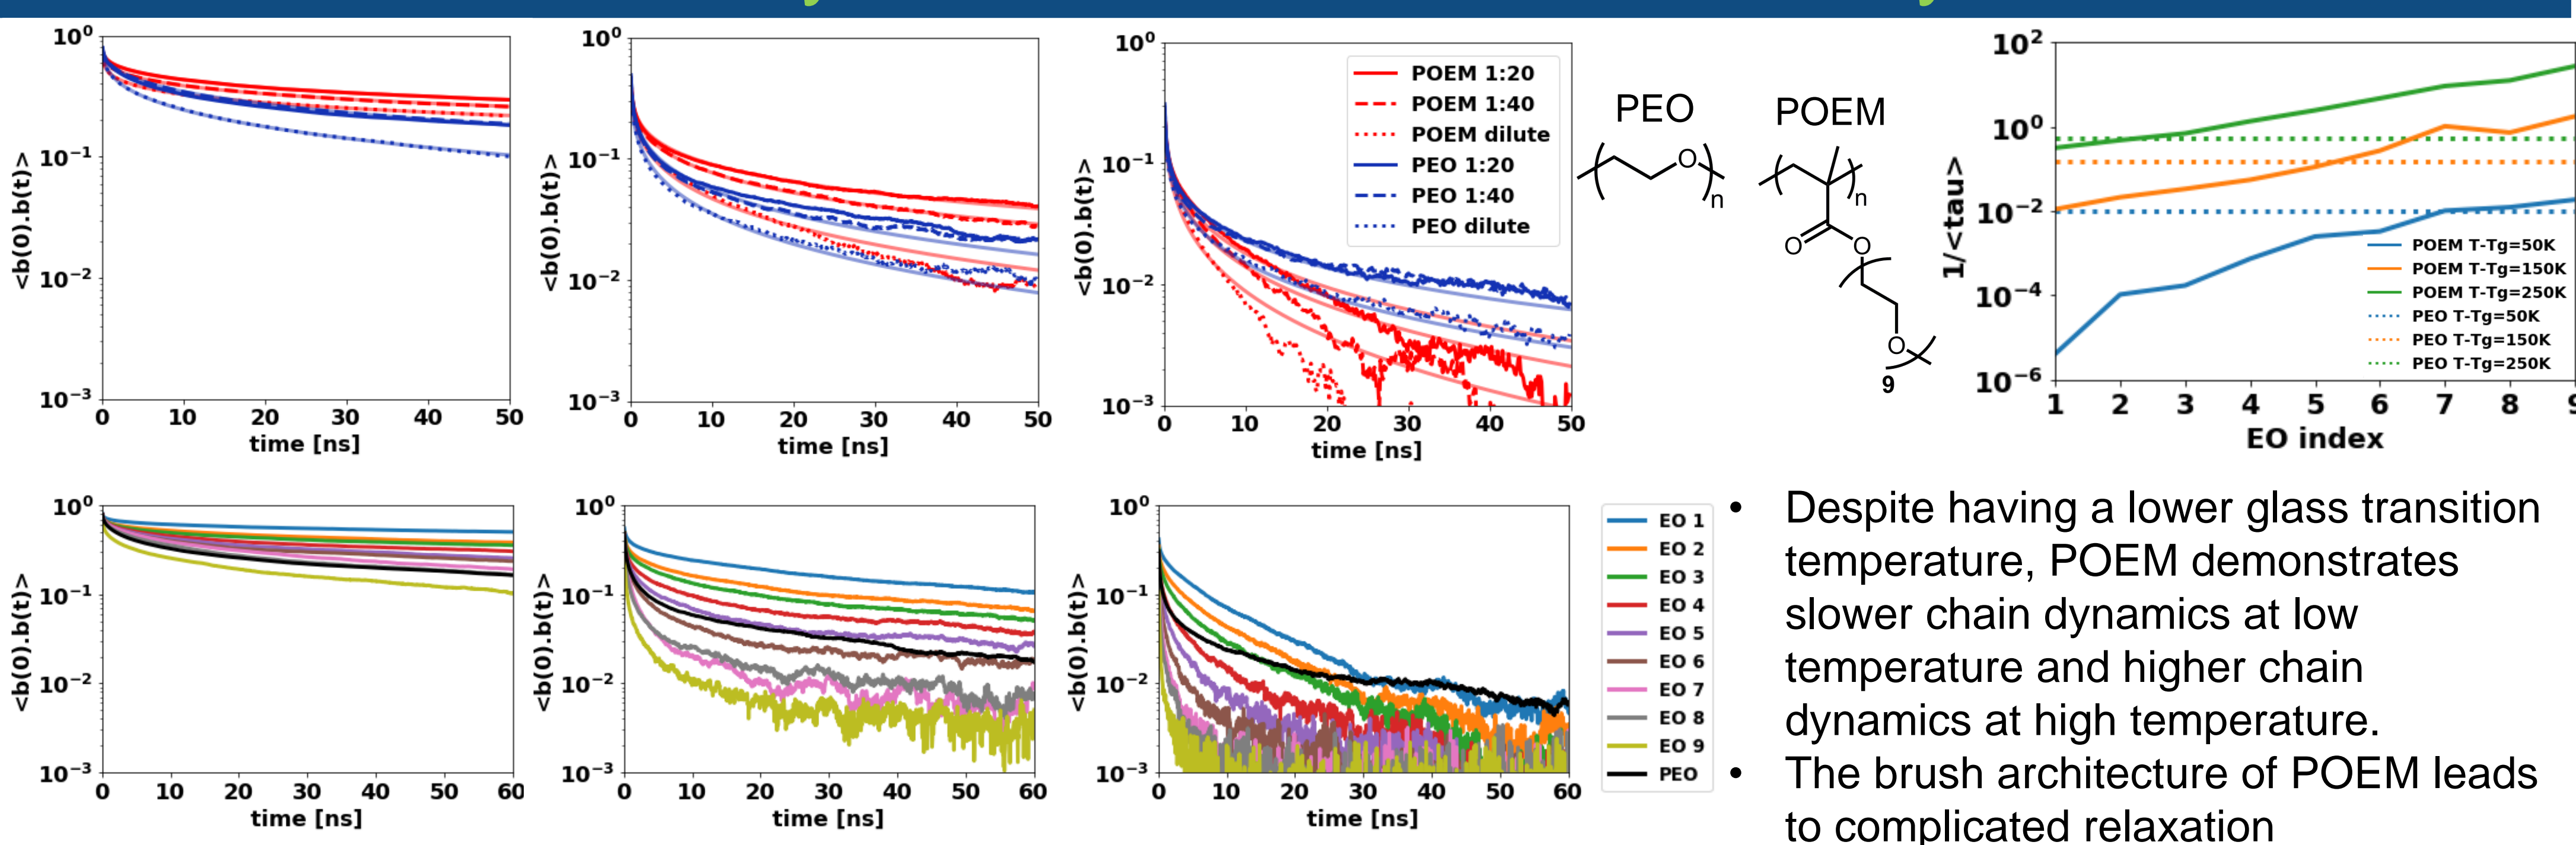 10⁰
10⁻¹
10⁻²
10⁻³
<b(0).b(t)>
0 10 20 30 40 50
time [ns]
10⁰
10⁻¹
10⁻²
10⁻³
<b(0).b(t)>
0 10 20 30 40 50
time [ns]
10⁰
10⁻¹
10⁻²
10⁻³
<b(0).b(t)>
0 10 20 30 40 50
time [ns]
POEM 1:20
POEM 1:40
POEM dilute
PEO 1:20
PEO 1:40
PEO dilute
PEO
O
n
POEM
n
O
O
O
9
10²
10⁰
10⁻²
10⁻⁴
10⁻⁶
1/<tau>
1 2 3 4 5 6 7 8 9
EO index
POEM T-Tg=50K
POEM T-Tg=150K
POEM T-Tg=250K
PEO T-Tg=50K
PEO T-Tg=150K
PEO T-Tg=250K
10⁰
10⁻¹
10⁻²
10⁻³
<b(0).b(t)>
0 10 20 30 40 50 60
time [ns]
10⁰
10⁻¹
10⁻²
10⁻³
<b(0).b(t)>
0 10 20 30 40 50 60
time [ns]
10⁰
10⁻¹
10⁻²
10⁻³
<b(0).b(t)>
0 10 20 30 40 50 60
time [ns]
EO 1
EO 2
EO 3
EO 4
EO 5
EO 6
EO 7
EO 8
EO 9
PEO
• Despite having a lower glass transition
temperature, POEM demonstrates
slower chain dynamics at low
temperature and higher chain
dynamics at high temperature.
• The brush architecture of POEM leads
to complicated relaxation